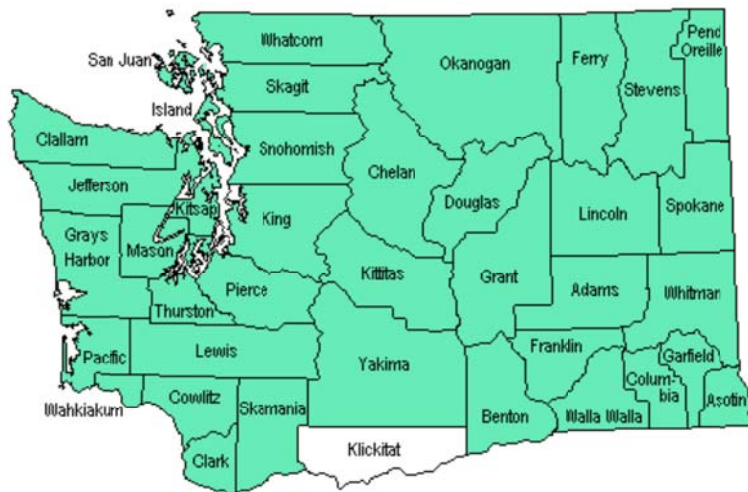 Whatcom
San Juan
Skagit
Island
Okanogan
Ferry
Stevens
Pend
Oreille
Clallam
Snohomish
Chelan
Jefferson
Kitsap
King
Douglas
Lincoln
Spokane
Grays
Harbor
Mason
Kittitas
Grant
Adams
Whitman
Pierce
Thurston
Pacific
Lewis
Yakima
Franklin
Garfield
Colum-
bia
Asotin
Wahkiakum
Cowlitz
Skamania
Benton
Walla Walla
Klickitat
Clark